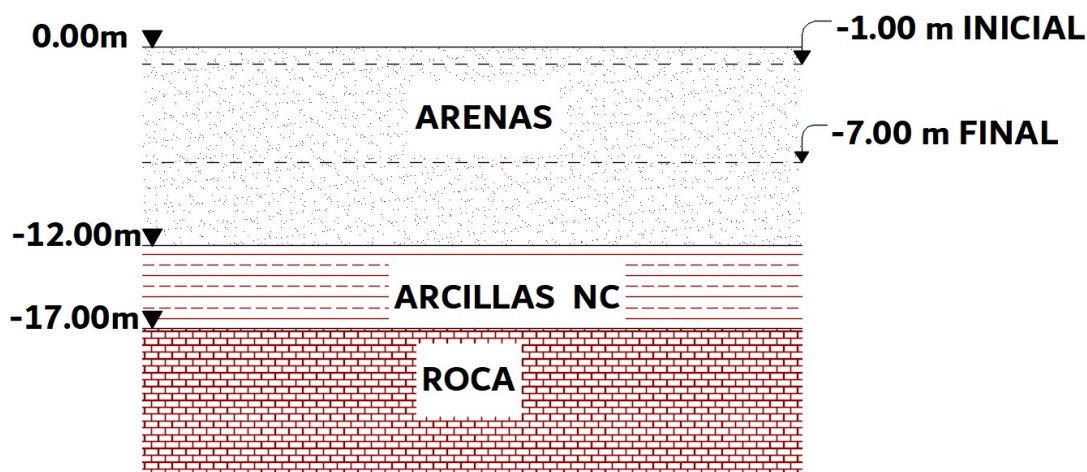 0.00m
-1.00 m INICIAL
ARENAS
-7.00 m FINAL
-12.00m
ARCILLAS NC
-17.00m
ROCA